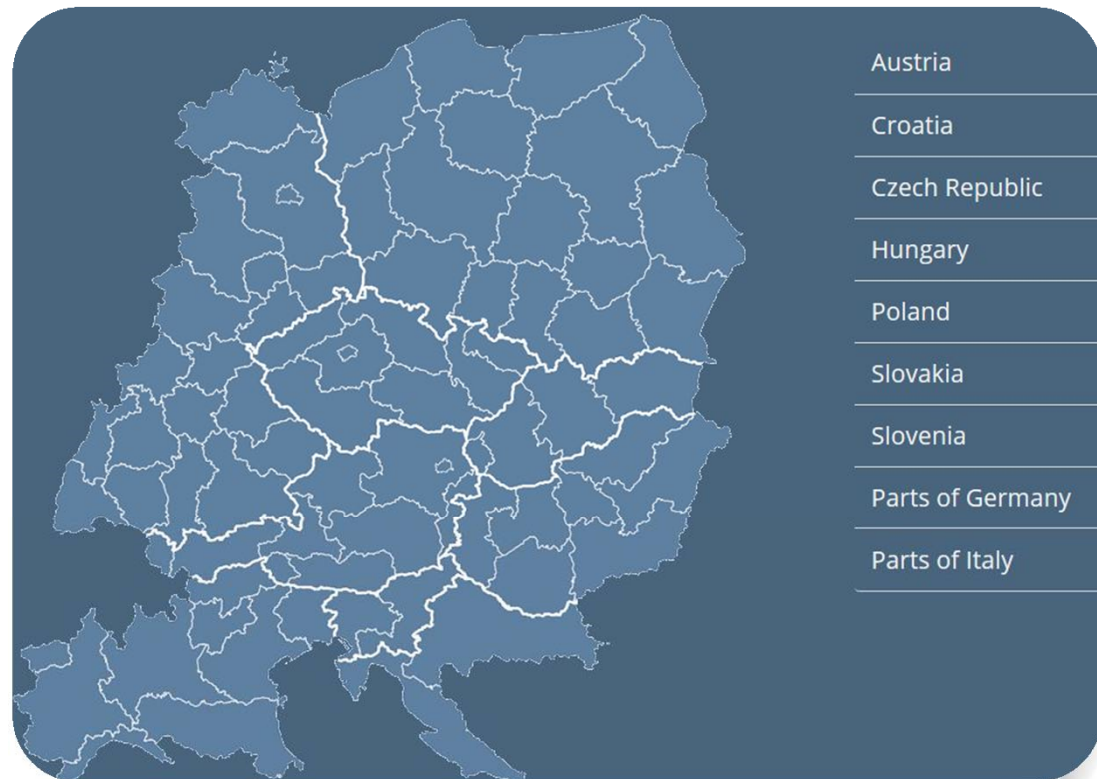 Austria
Croatia
Czech Republic
Hungary
Poland
Slovakia
Slovenia
Parts of Germany
Parts of Italy